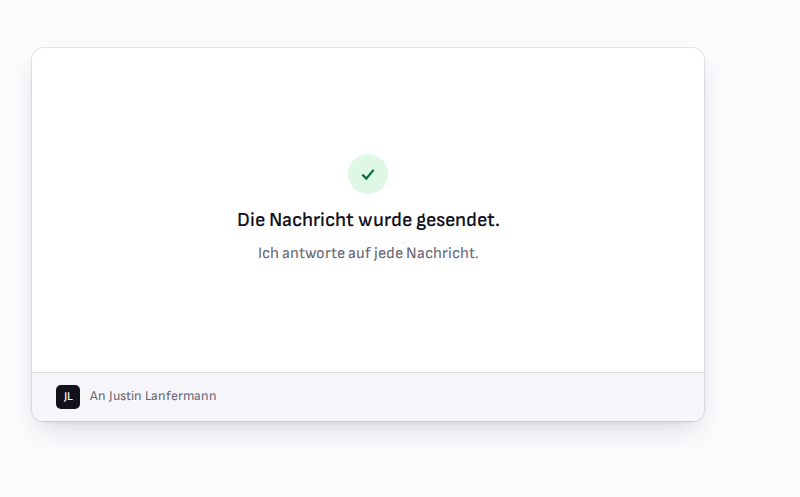 Die Nachricht wurde gesendet.
Ich antworte auf jede Nachricht.
JL An Justin Lanfermann